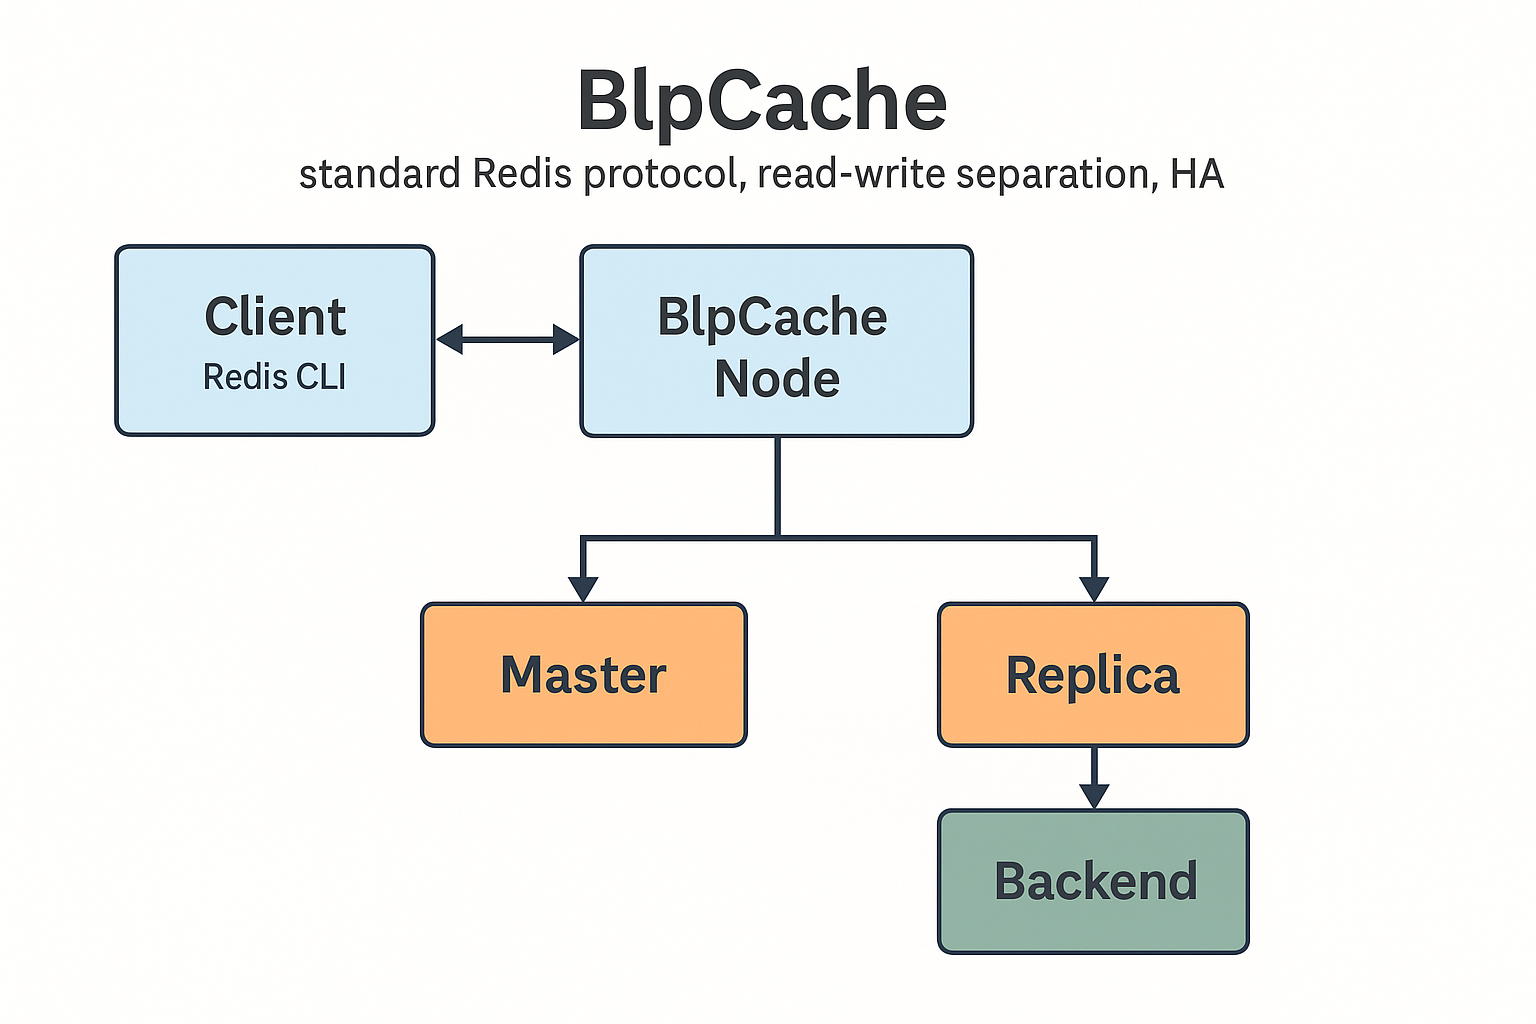 BlpCache
standard Redis protocol, read-write separation, HA
Client
Redis CLI
BlpCache
Node
Master
Replica
Backend